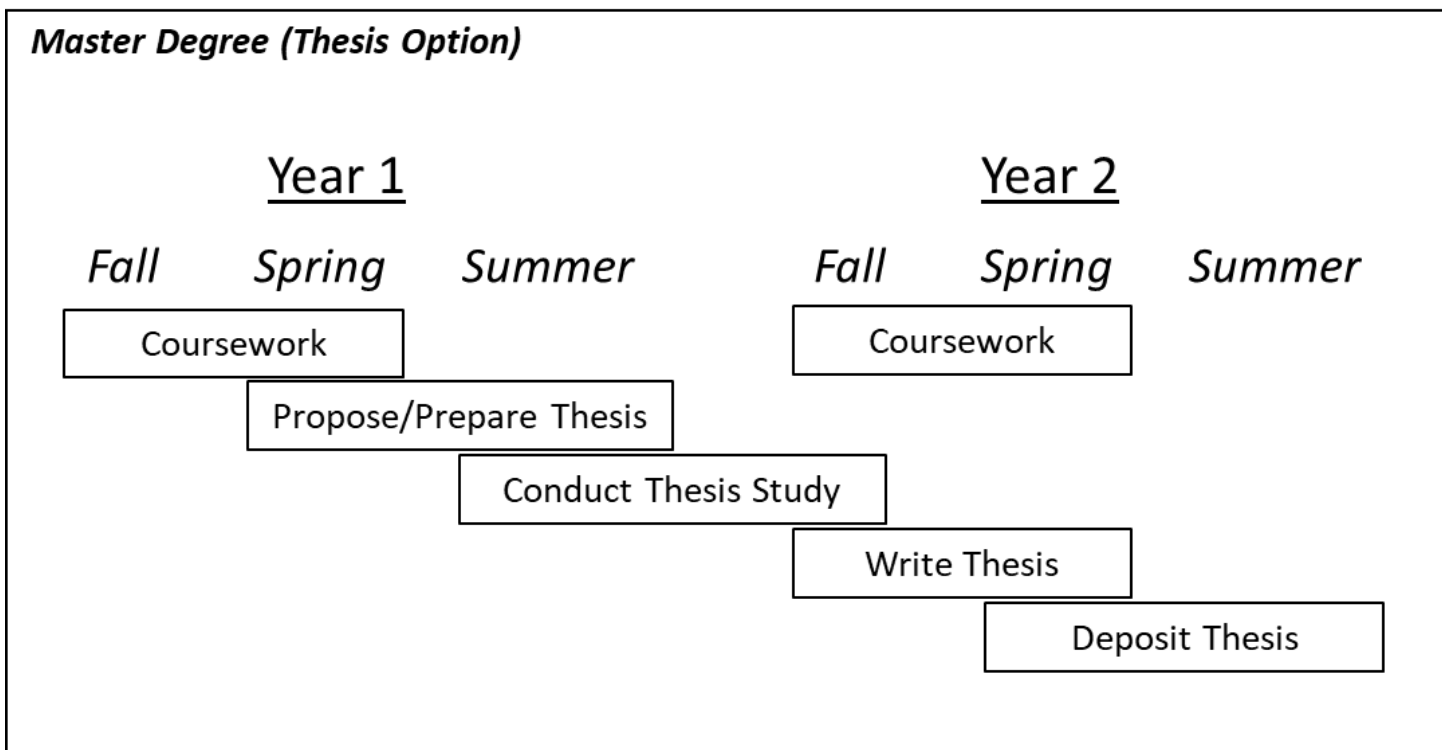 Master Degree (Thesis Option)
Year 1 Year 2
Fall Spring Summer Fall Spring Summer
Coursework Coursework
Propose/Prepare Thesis
Conduct Thesis Study
Write Thesis
Deposit Thesis